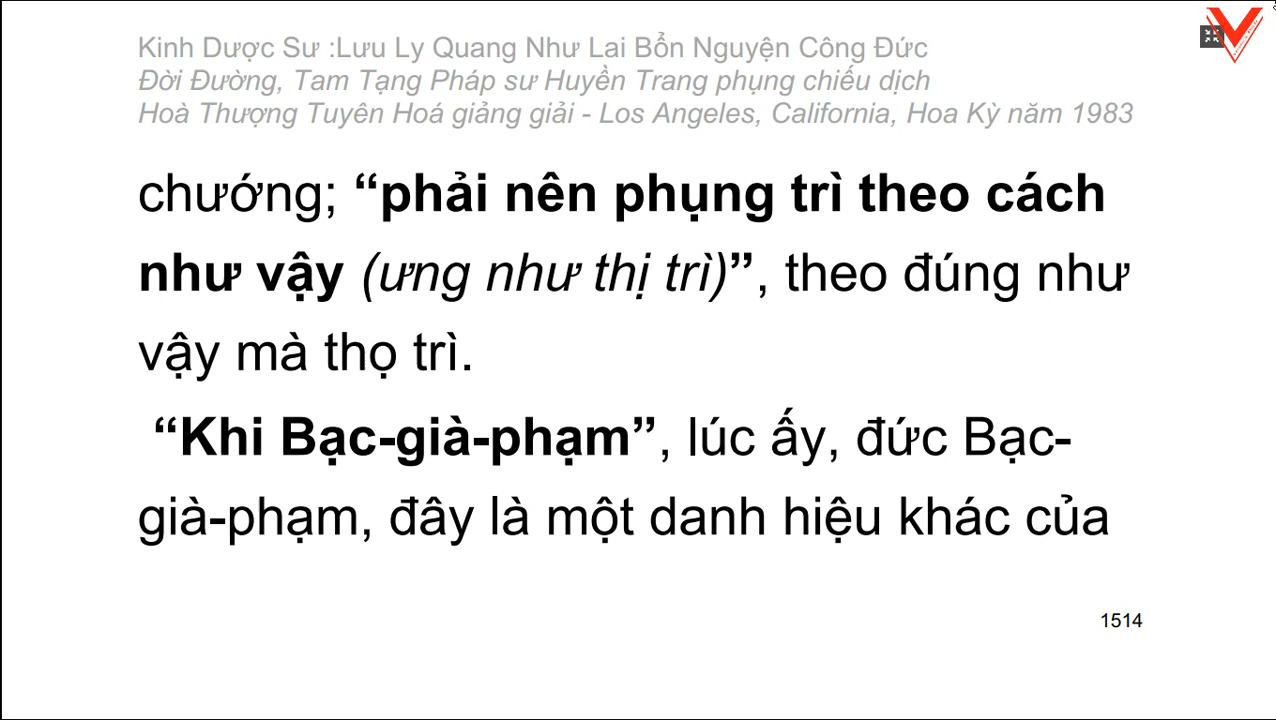 Kinh Dược Sư :Lưu Ly Quang Như Lai Bổn Nguyện Công Đức
Đời Đường, Tam Tạng Pháp sư Huyền Trang phụng chiếu dịch
Hoà Thượng Tuyên Hoá giảng giải - Los Angeles, California, Hoa Kỳ năm 1983
chướng; “phải nên phụng trì theo cách
như vậy (ưng như thị trì)”, theo đúng như
vậy mà thọ trì.
“Khi Bạc-già-phạm”, lúc ấy, đức Bạc-
già-phạm, đây là một danh hiệu khác của
1514